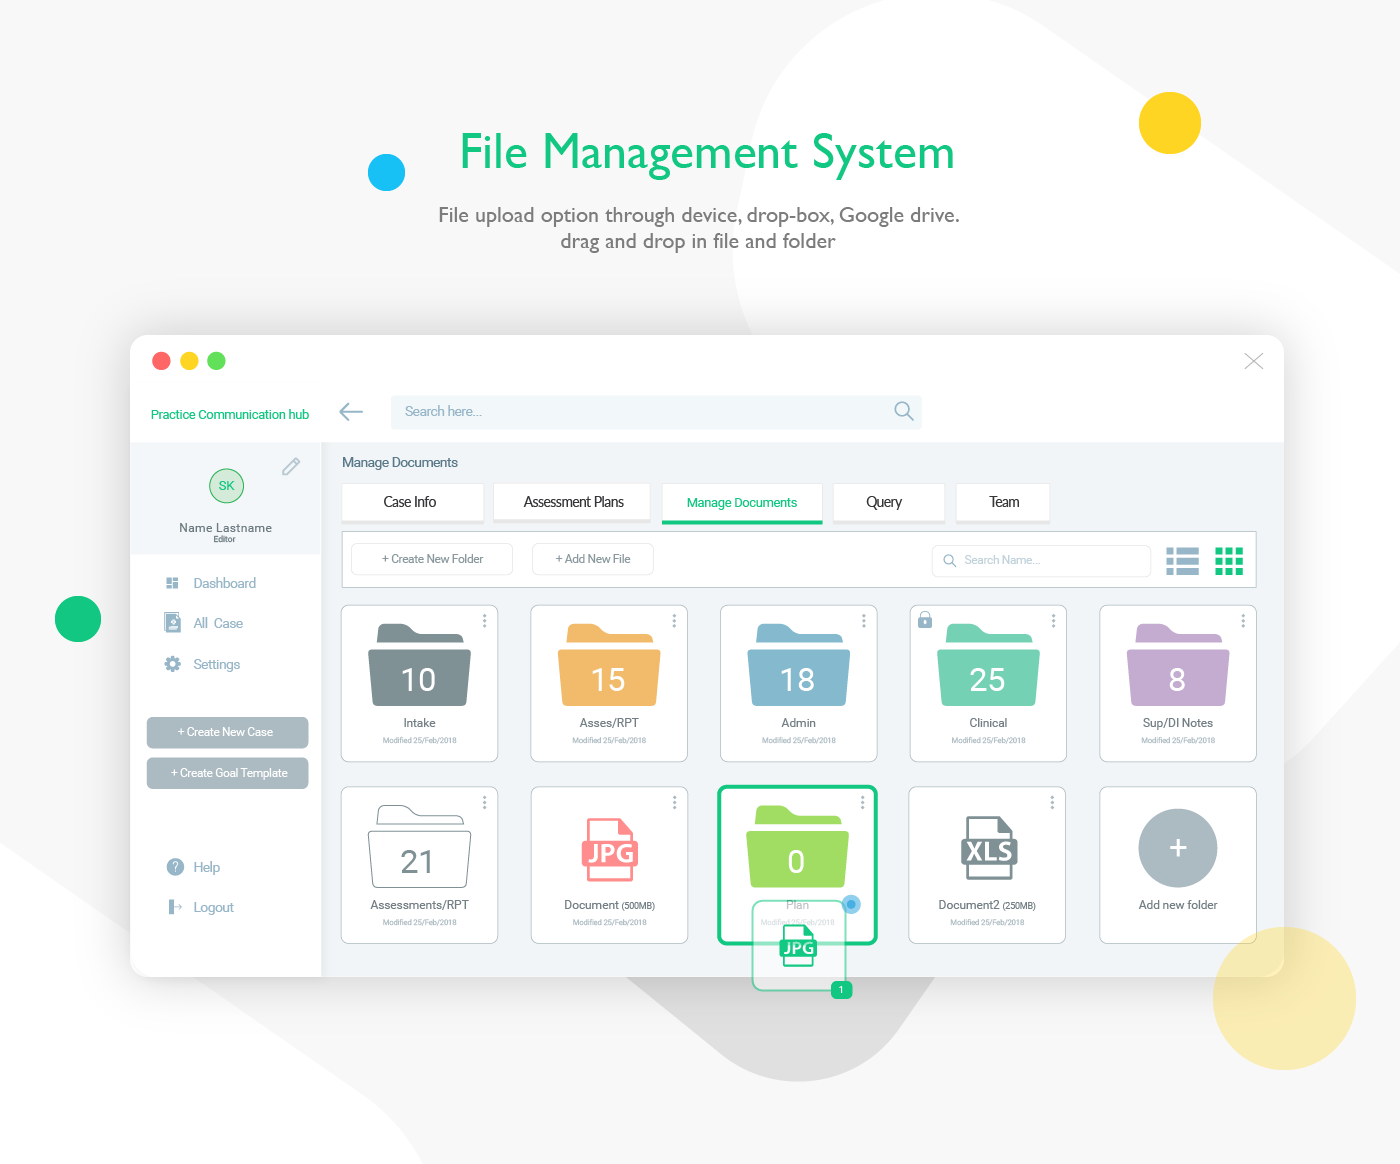 File Management System
File upload option through device, drop-box, Google drive.
drag and drop in file and folder
Practice Communication hub
Search here...
SK
Name Lastname
Editor
Dashboard
All Case
Settings
+ Create New Case
+ Create Goal Template
?
Help
Logout
Manage Documents
Case Info
Assessment Plans
Manage Documents
Query
Team
+ Create New Folder
+ Add New File
Search Name...
10
Intake
Modified 25/Feb/2018
15
Asses/RPT
Modified 25/Feb/2018
18
Admin
Modified 25/Feb/2018
25
Clinical
Modified 25/Feb/2018
8
Sup/DI Notes
Modified 25/Feb/2018
21
Assessments/RPT
Modified 25/Feb/2018
JPG
Document (500MB)
Modified 25/Feb/2018
0
Plan
Modified 25/Feb/2018
JPG
1
XLS
Document2 (250MB)
Modified 25/Feb/2018
+
Add new folder